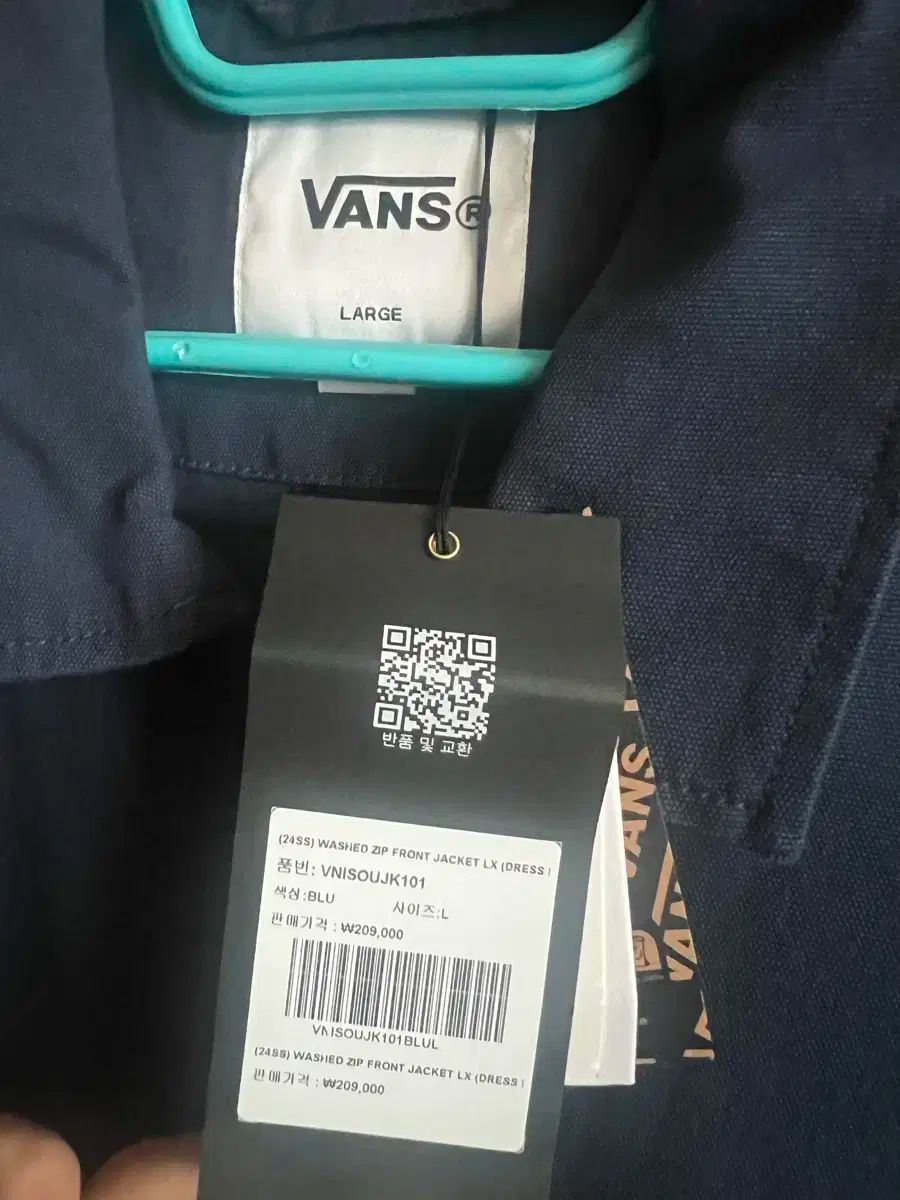 VANS®
LARGE
반품 및 교환
(24SS) WASHED ZIP FRONT JACKET LX (DRESS
품번: VNISOUJK101
색상:BLU 사이즈:L
판매가격 : ₩209,000
VNISOUJK101BLUL
(24SS) WASHED ZIP FRONT JACKET LX (DRESS
판매가격 : ₩209,000
VANS
VAN